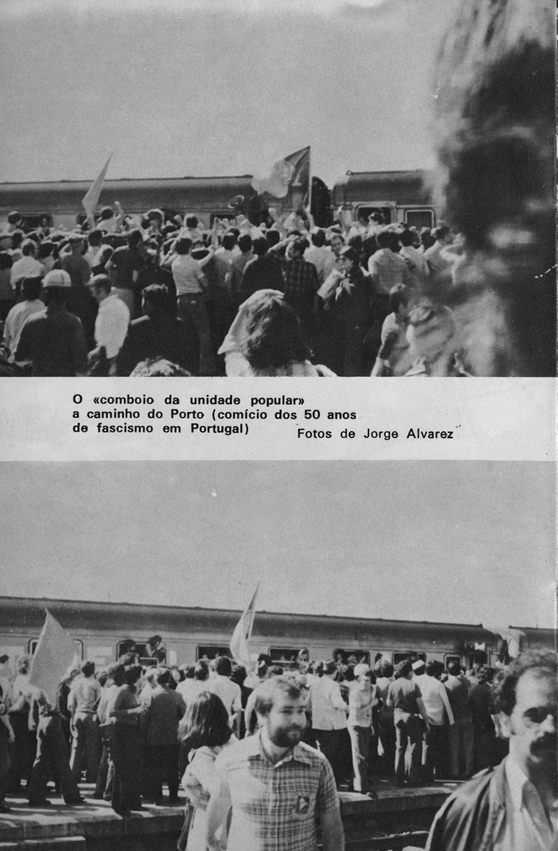 O «comboio da unidade popular»
a caminho do Porto (comício dos 50 anos
de fascismo em Portugal)
Fotos de Jorge Alvarez